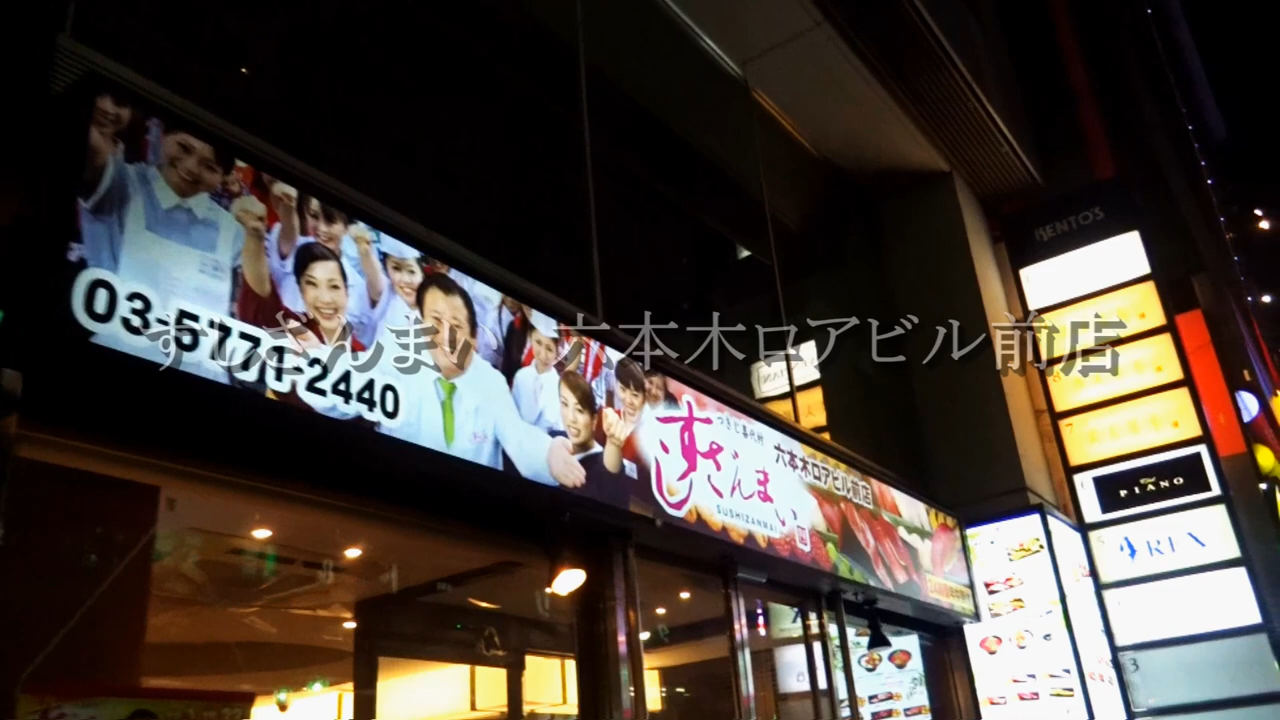 KENTO'S
すしざんまい 六本木ロアビル前店
03-5771-2440
つきじ喜代村
すしざんまい
SUSHIZANMAI
六本木ロアビル前店
PIANO
3